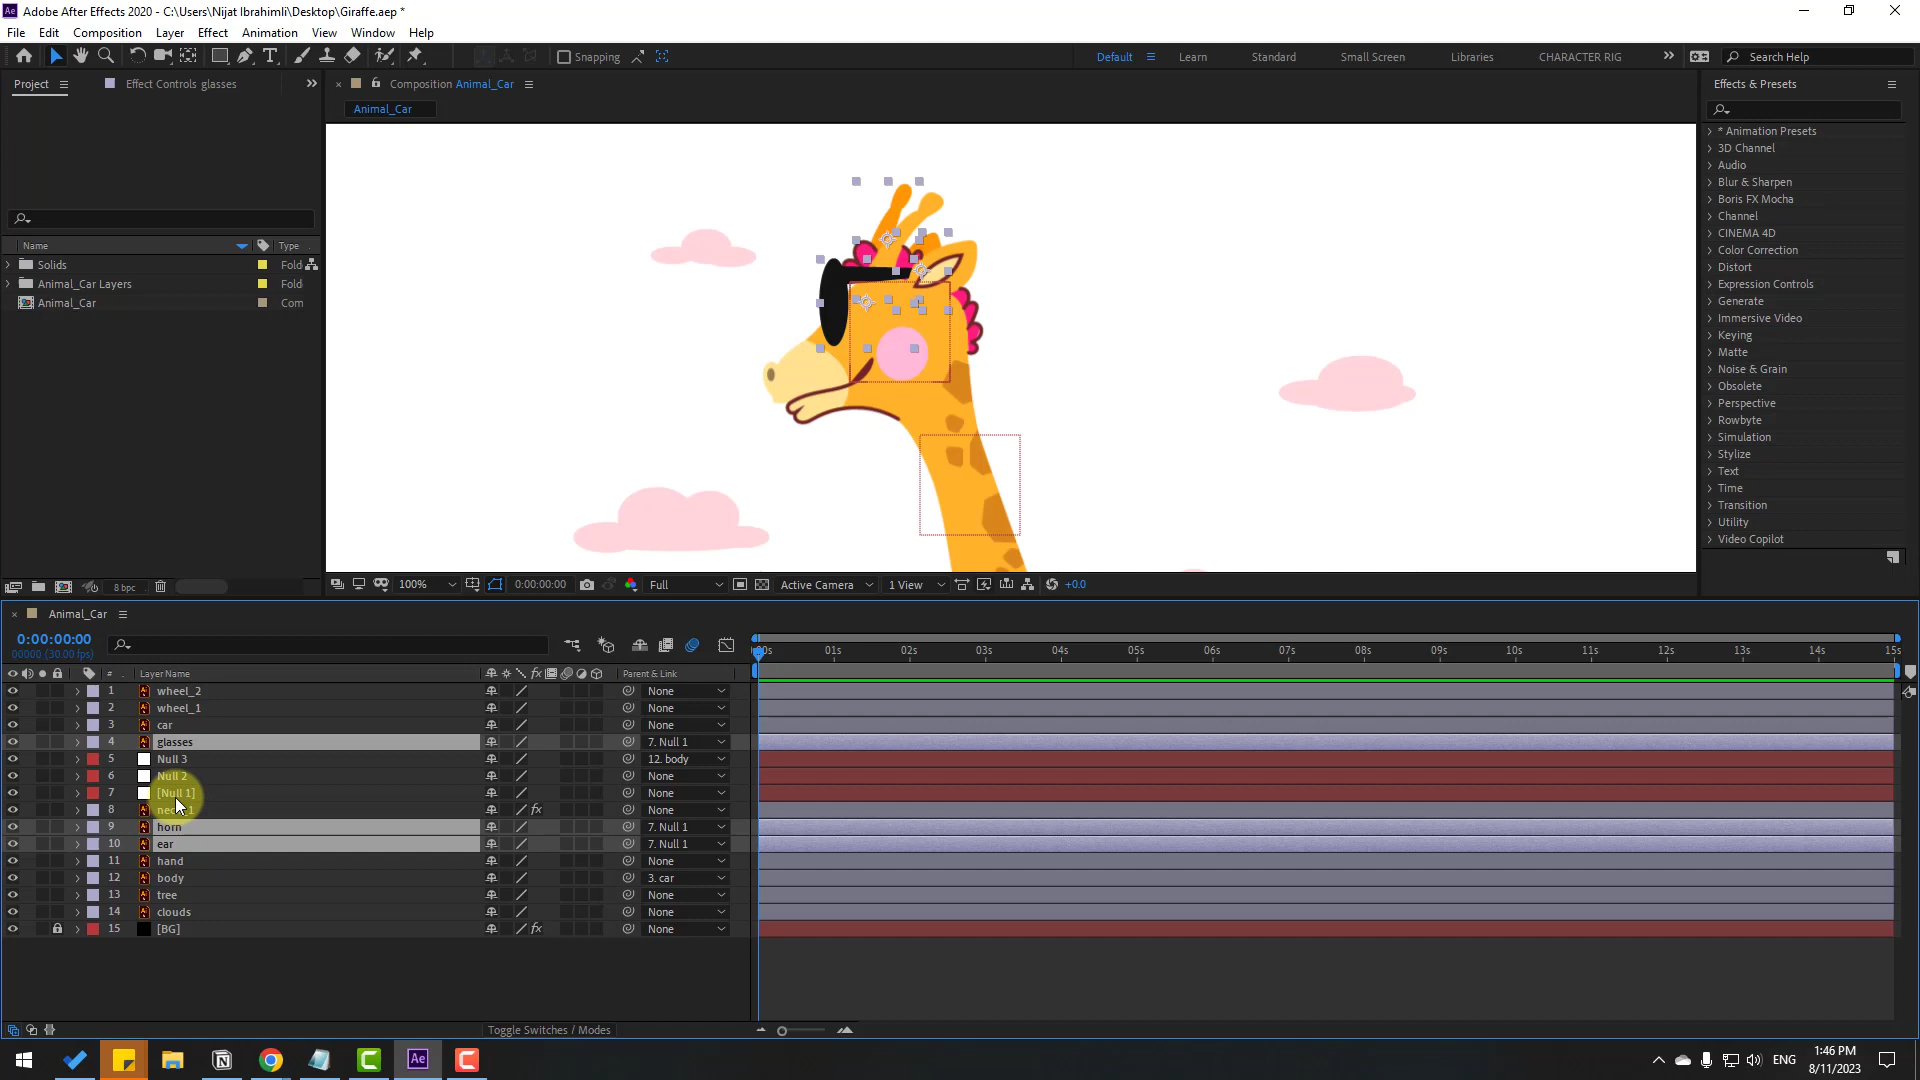 Adobe After Effects 2020 - C:\Users\Nijat Ibrahimli\Desktop\Giraffe.aep *
File Edit Composition Layer Effect Animation View Window Help
Snapping
Default Learn Standard Small Screen Libraries CHARACTER RIG Search Help
Project Effect Controls glasses
Composition Animal_Car
Animal_Car
Name Type
Solids Fold
Animal_Car Layers Fold
Animal_Car Com
8 bpc
100% 0:00:00:00 Full Active Camera 1 View +0.0
Effects & Presets
* Animation Presets
3D Channel
Audio
Blur & Sharpen
Boris FX Mocha
Channel
CINEMA 4D
Color Correction
Distort
Expression Controls
Generate
Immersive Video
Keying
Matte
Noise & Grain
Obsolete
Perspective
Rowbyte
Simulation
Stylize
Text
Time
Transition
Utility
Video Copilot
Animal_Car
0:00:00:00
00000 (30.00 fps)
00s 01s 02s 03s 04s 05s 06s 07s 08s 09s 10s 11s 12s 13s 14s 15s
# Layer Name fx Parent & Link
1 wheel_2 None
2 wheel_1 None
3 car None
4 glasses 7. Null 1
5 Null 3 12. body
6 Null 2 None
7 [Null 1] None
8 fx None
9 horn 7. Null 1
10 ear 7. Null 1
11 hand None
12 body 3. car
13 tree None
14 clouds None
15 [BG] fx None
Toggle Switches / Modes
Ae
ENG
1:46 PM
8/11/2023